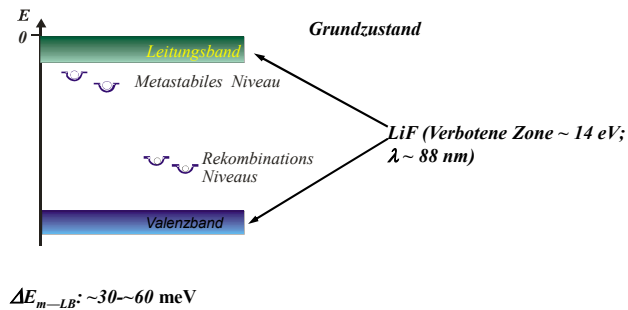 E
0
Grundzustand
Leitungsband
Metastabiles Niveau
LiF (Verbotene Zone ~ 14 eV;
λ ~ 88 nm)
Rekombinations
Niveaus
Valenzband
ΔEm—LB: ~30-~60 meV